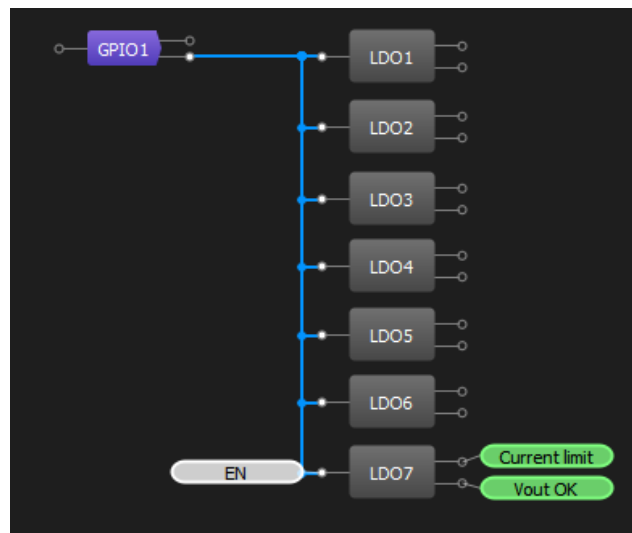 GPIO1
LDO1
LDO2
LDO3
LDO4
LDO5
LDO6
EN
LDO7
Current limit
Vout OK